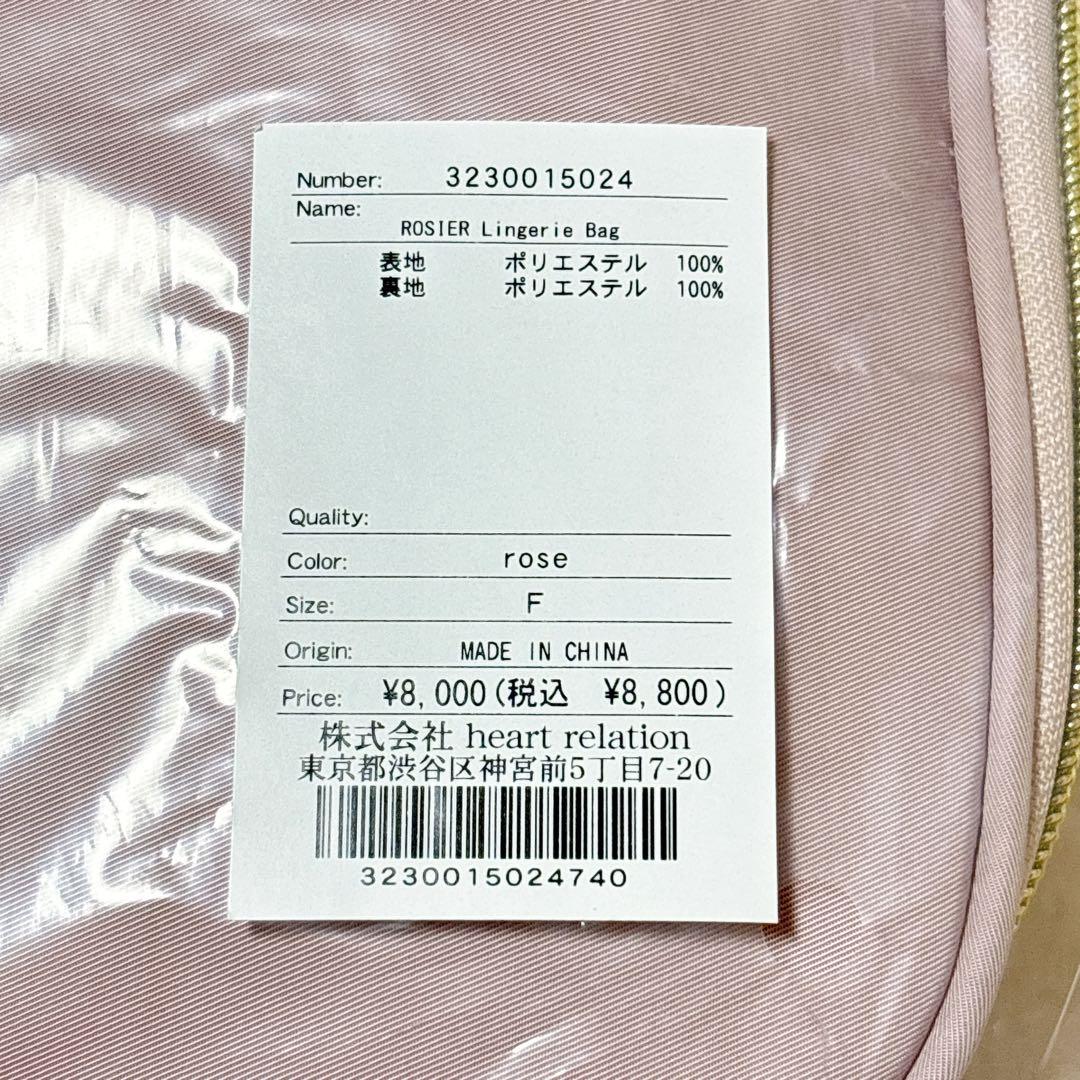 Number: 3230015024
Name:
ROSIER Lingerie Bag
表地 ポリエステル 100%
裏地 ポリエステル 100%
Quality:
Color: rose
Size: F
Origin: MADE IN CHINA
Price: ¥8,000(税込 ¥8,800)
株式会社 heart relation
東京都渋谷区神宮前5丁目7-20
3230015024740